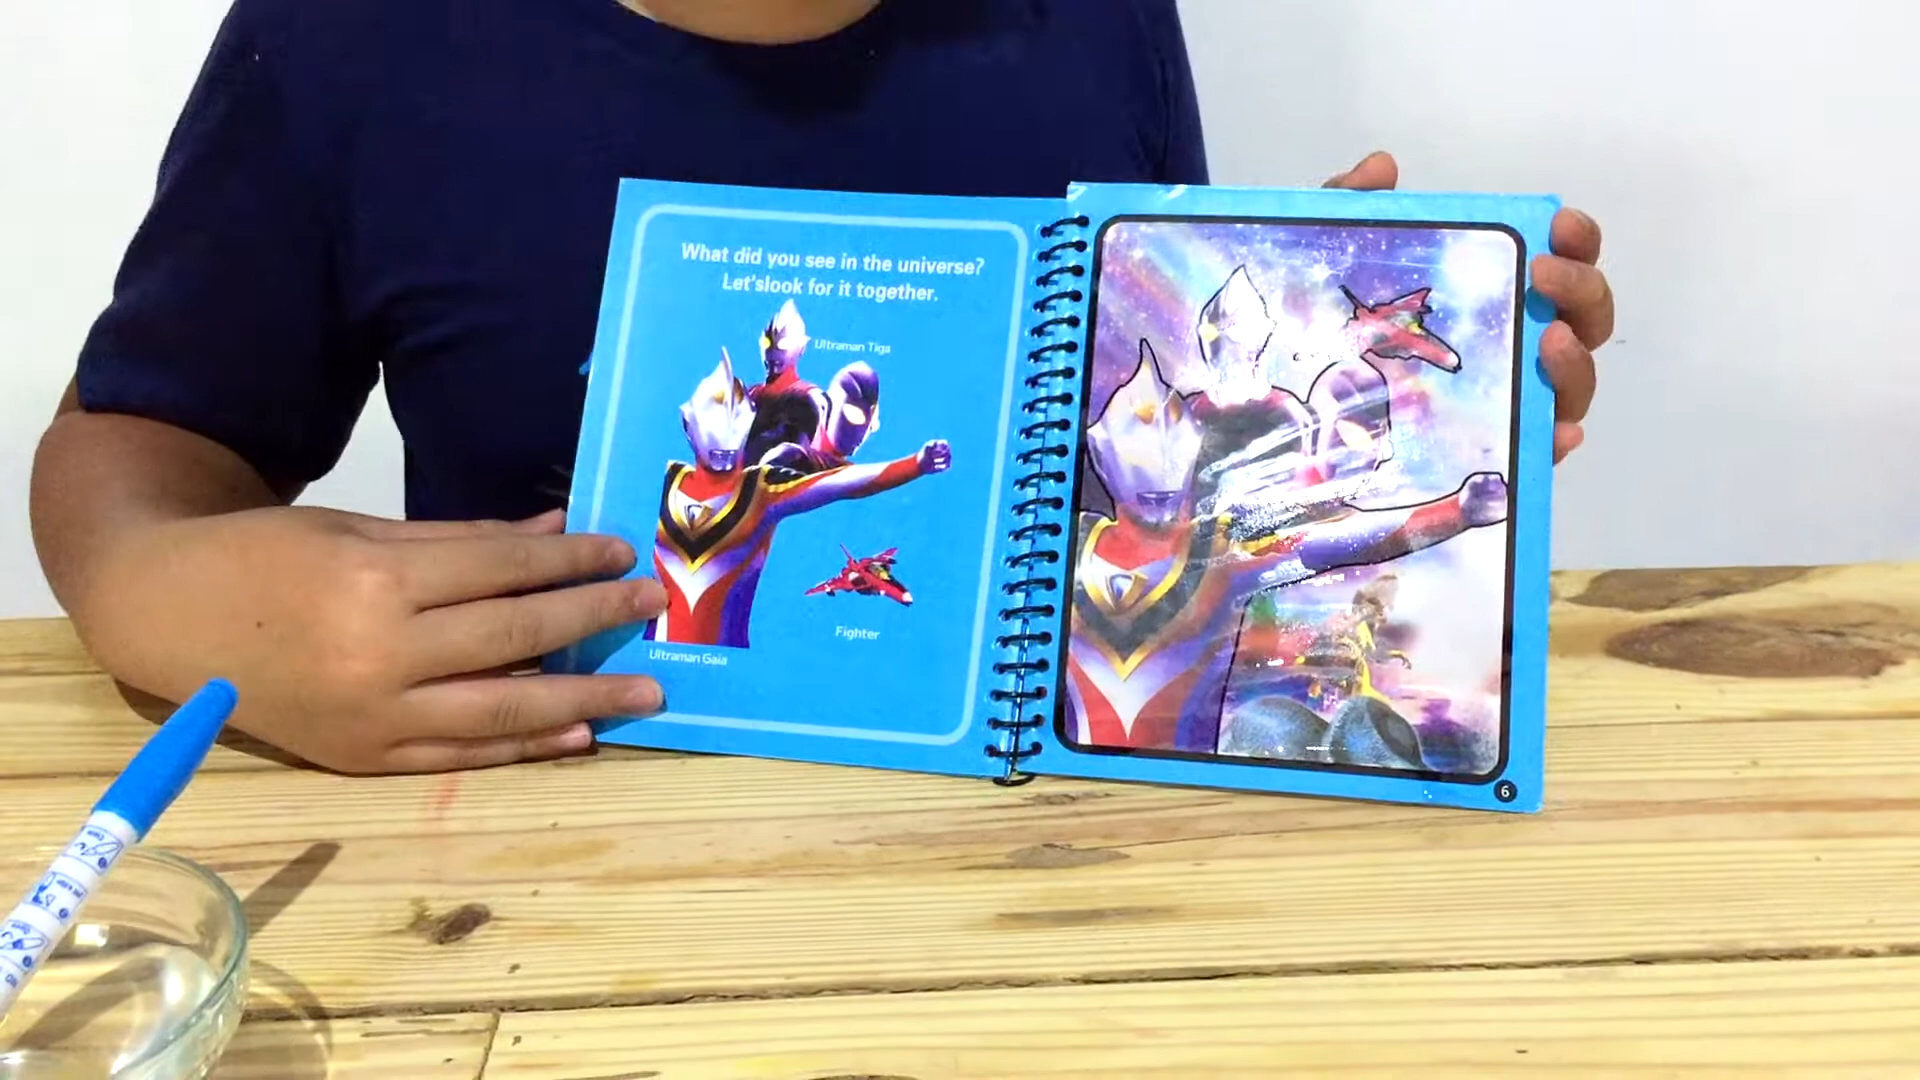 What did you see in the universe?
Let'slook for it together.
Ultraman Tiga
Fighter
Ultraman Gaia
6